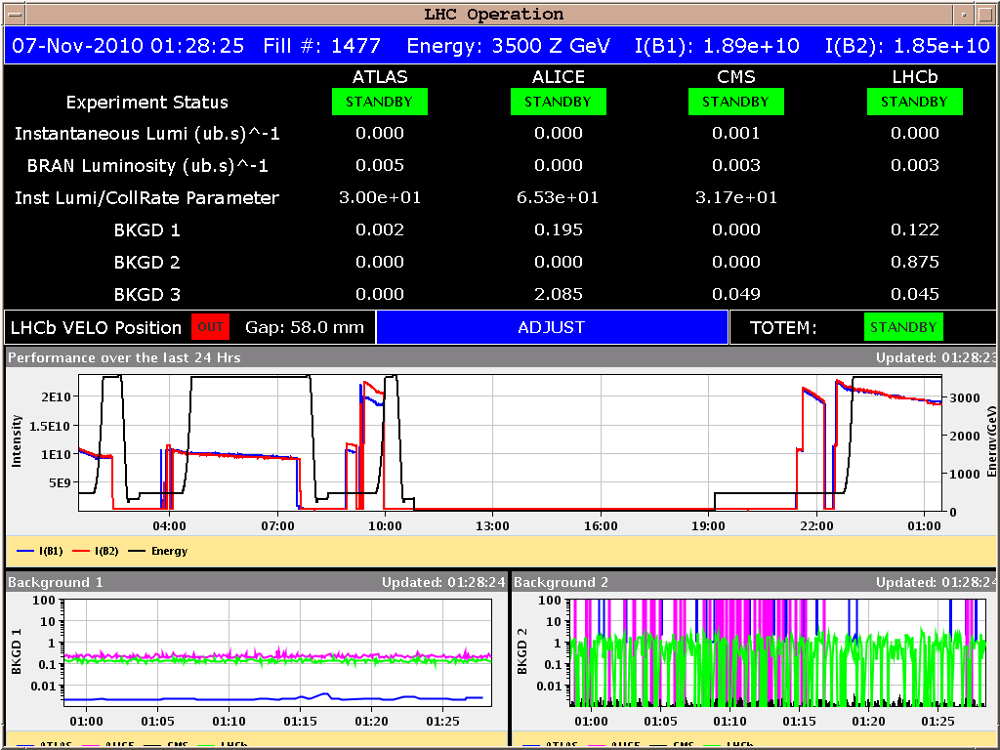 LHC Operation
07-Nov-2010 01:28:25 Fill #: 1477 Energy: 3500 Z GeV I(B1): 1.89e+10 I(B2): 1.85e+10
ATLAS ALICE CMS LHCb
Experiment Status STANDBY STANDBY STANDBY STANDBY
Instantaneous Lumi (ub.s)^-1 0.000 0.000 0.001 0.000
BRAN Luminosity (ub.s)^-1 0.005 0.000 0.003 0.003
Inst Lumi/CollRate Parameter 3.00e+01 6.53e+01 3.17e+01
BKGD 1 0.002 0.195 0.000 0.122
BKGD 2 0.000 0.000 0.000 0.875
BKGD 3 0.000 2.085 0.049 0.045
LHCb VELO Position OUT Gap: 58.0 mm ADJUST TOTEM: STANDBY
Performance over the last 24 Hrs Updated: 01:28:23
Intensity
2E10
1.5E10
1E10
5E9
3000
2000
1000
0
Energy(GeV)
04:00 07:00 10:00 13:00 16:00 19:00 22:00 01:00
I(B1) I(B2) Energy
Background 1 Updated: 01:28:24
BKGD 1
100
10
1
0.1
0.01
01:00 01:05 01:10 01:15 01:20 01:25
ATLAS ALICE CMS LHCb
Background 2 Updated: 01:28:24
BKGD 2
100
10
1
0.1
0.01
01:00 01:05 01:10 01:15 01:20 01:25
ATLAS ALICE CMS LHCb